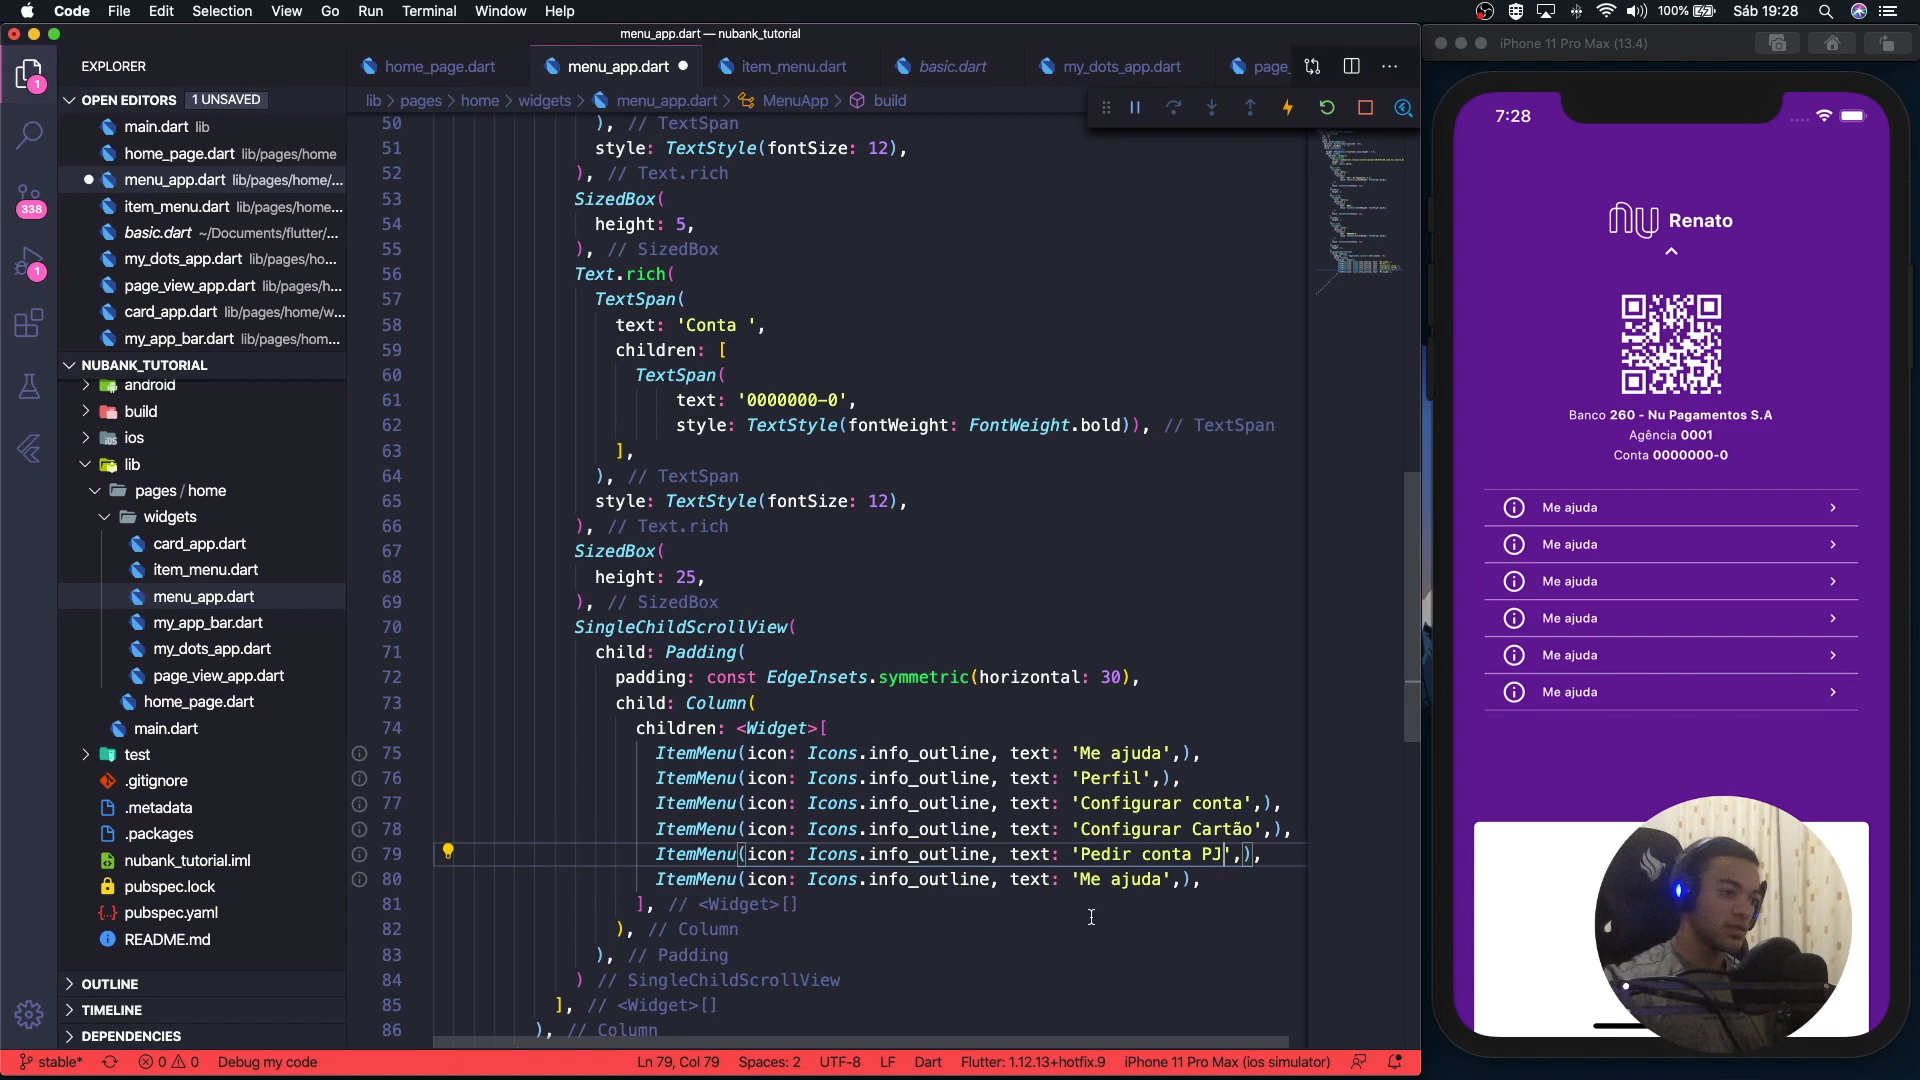 Code File Edit Selection View Go Run Terminal Window Help
100% Sáb 19:28
menu_app.dart — nubank_tutorial
iPhone 11 Pro Max (13.4)
EXPLORER
home_page.dart menu_app.dart item_menu.dart basic.dart my_dots_app.dart page_
OPEN EDITORS 1 UNSAVED
lib > pages > home > widgets > menu_app.dart > MenuApp > build
main.dart lib
home_page.dart lib/pages/home
menu_app.dart lib/pages/home/...
item_menu.dart lib/pages/home...
basic.dart ~/Documents/flutter/...
my_dots_app.dart lib/pages/ho...
page_view_app.dart lib/pages/h...
card_app.dart lib/pages/home/w...
my_app_bar.dart lib/pages/hom...
1
338
1
NUBANK_TUTORIAL
android
build
ios
lib
pages / home
widgets
card_app.dart
item_menu.dart
menu_app.dart
my_app_bar.dart
my_dots_app.dart
page_view_app.dart
home_page.dart
main.dart
test
.gitignore
.metadata
.packages
nubank_tutorial.iml
pubspec.lock
pubspec.yaml
README.md
OUTLINE
TIMELINE
DEPENDENCIES
50 ), // TextSpan
51 style: TextStyle(fontSize: 12),
52 ), // Text.rich
53 SizedBox(
54 height: 5,
55 ), // SizedBox
56 Text.rich(
57 TextSpan(
58 text: 'Conta ',
59 children: [
60 TextSpan(
61 text: '0000000-0',
62 style: TextStyle(fontWeight: FontWeight.bold)), // TextSpan
63 ],
64 ), // TextSpan
65 style: TextStyle(fontSize: 12),
66 ), // Text.rich
67 SizedBox(
68 height: 25,
69 ), // SizedBox
70 SingleChildScrollView(
71 child: Padding(
72 padding: const EdgeInsets.symmetric(horizontal: 30),
73 child: Column(
74 children: <Widget>[
75 ItemMenu(icon: Icons.info_outline, text: 'Me ajuda',),
76 ItemMenu(icon: Icons.info_outline, text: 'Perfil',),
77 ItemMenu(icon: Icons.info_outline, text: 'Configurar conta',),
78 ItemMenu(icon: Icons.info_outline, text: 'Configurar Cartão',),
79 ItemMenu(icon: Icons.info_outline, text: 'Pedir conta PJ',),
80 ItemMenu(icon: Icons.info_outline, text: 'Me ajuda',),
81 ], // <Widget>[]
82 ), // Column
83 ), // Padding
84 ) // SingleChildScrollView
85 ], // <Widget>[]
86 ), // Column
7:28
nu Renato
Banco 260 - Nu Pagamentos S.A
Agência 0001
Conta 0000000-0
Me ajuda
Me ajuda
Me ajuda
Me ajuda
Me ajuda
Me ajuda
stable* 0 0 Debug my code Ln 79, Col 79 Spaces: 2 UTF-8 LF Dart Flutter: 1.12.13+hotfix.9 iPhone 11 Pro Max (ios simulator)